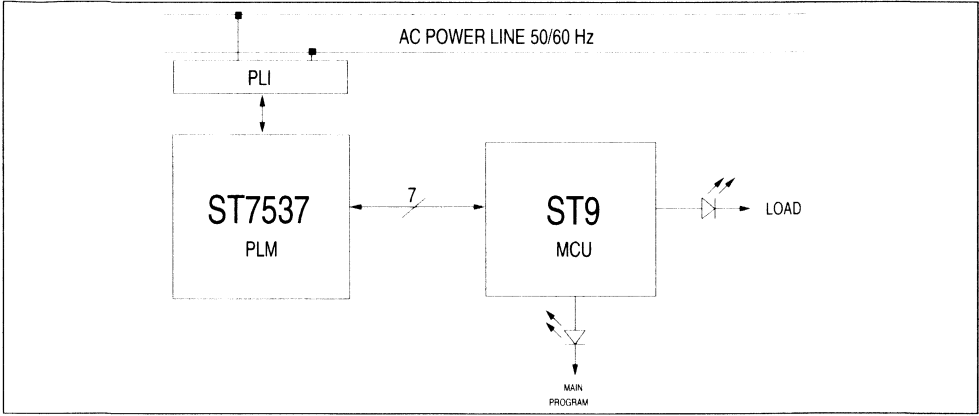 AC POWER LINE 50/60 Hz
PLI
ST7537
PLM
7
ST9
MCU
LOAD
MAIN
PROGRAM